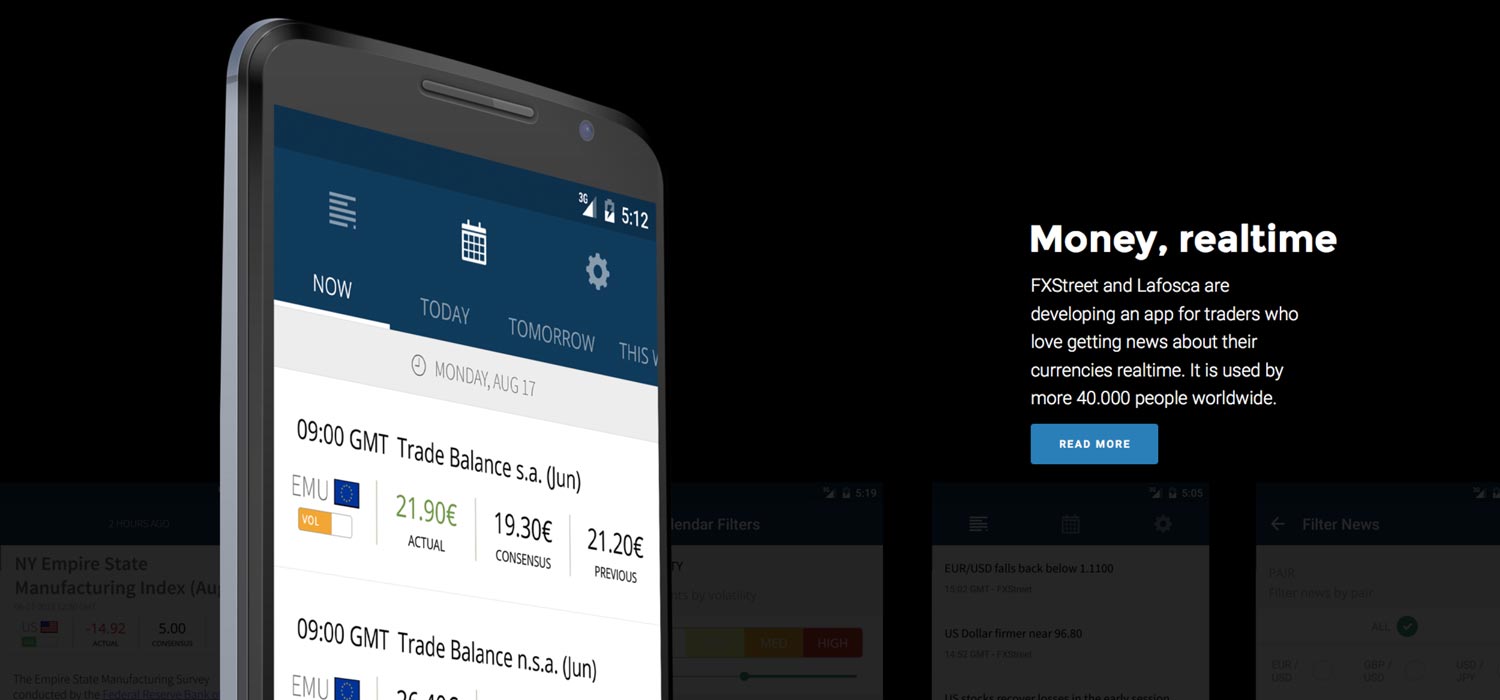 3G 5:12
NOW
TODAY
TOMORROW
THIS W
MONDAY, AUG 17
09:00 GMT Trade Balance s.a. (Jun)
EMU
VOL
21.90€
ACTUAL
19.30€
CONSENSUS
21.20€
PREVIOUS
09:00 GMT Trade Balance n.s.a. (Jun)
EMU
Money, realtime
FXStreet and Lafosca are
developing an app for traders who
love getting news about their
currencies realtime. It is used by
more 40.000 people worldwide.
READ MORE
2 HOURS AGO
NY Empire State
Manufacturing Index (Aug
US
-14.92
ACTUAL
5.00
CONSENSUS
The Empire State Manufacturing Survey
conducted by the Federal Reserve Bank of
3G 5:19
lendar Filters
TY
nts by volatility
MED
HIGH
3G 5:05
EUR/USD falls back below 1.1100
15:02 GMT - FXStreet
US Dollar firmer near 96.80
14:52 GMT - FXStreet
US stocks recover losses in the early session
3G
Filter News
PAIR
Filter news by pair
ALL
EUR /
USD
GBP /
USD
USD /
JPY